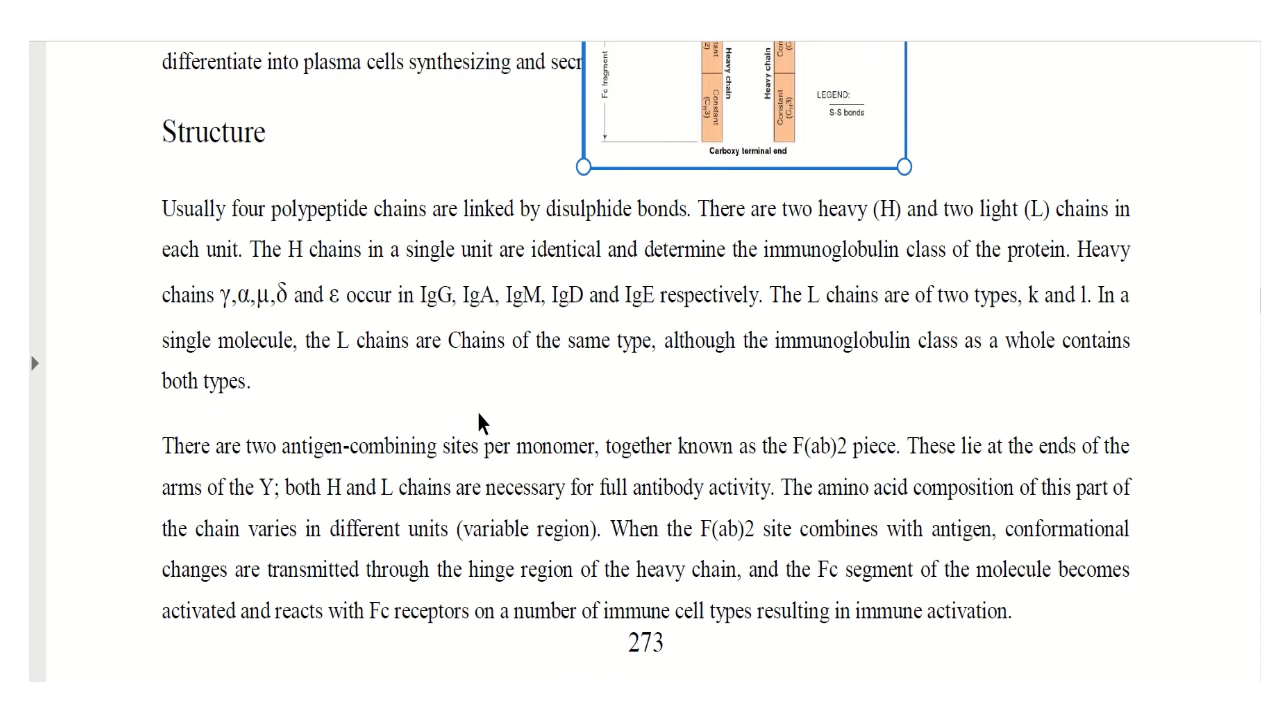 differentiate into plasma cells synthesizing and secr
Fc fragment
Heavy chain
Heavy chain
Constant
(CH3)
Constant
(CH3)
LEGEND:
S-S bonds
Carboxy terminal end
Structure
Usually four polypeptide chains are linked by disulphide bonds. There are two heavy (H) and two light (L) chains in
each unit. The H chains in a single unit are identical and determine the immunoglobulin class of the protein. Heavy
chains γ,α,μ,δ and ε occur in IgG, IgA, IgM, IgD and IgE respectively. The L chains are of two types, k and l. In a
single molecule, the L chains are Chains of the same type, although the immunoglobulin class as a whole contains
both types.
There are two antigen-combining sites per monomer, together known as the F(ab)2 piece. These lie at the ends of the
arms of the Y; both H and L chains are necessary for full antibody activity. The amino acid composition of this part of
the chain varies in different units (variable region). When the F(ab)2 site combines with antigen, conformational
changes are transmitted through the hinge region of the heavy chain, and the Fc segment of the molecule becomes
activated and reacts with Fc receptors on a number of immune cell types resulting in immune activation.
273